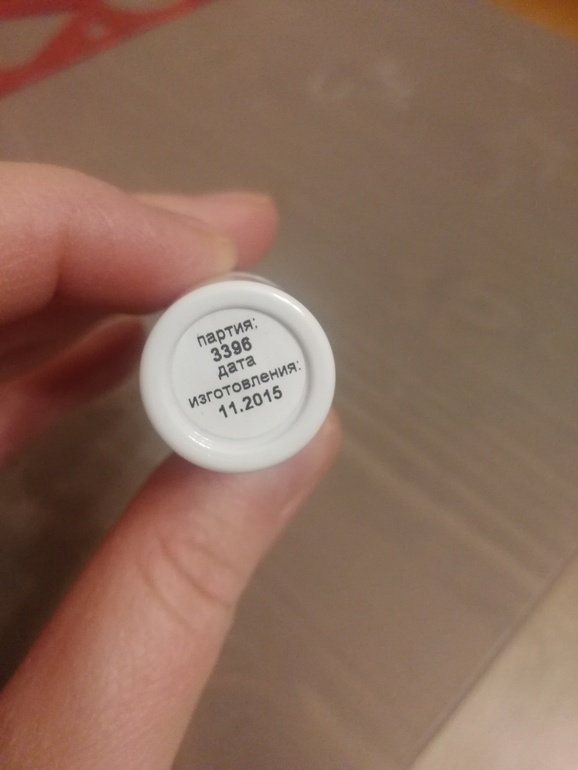 партия:
3396
дата
изготовления:
11.2015